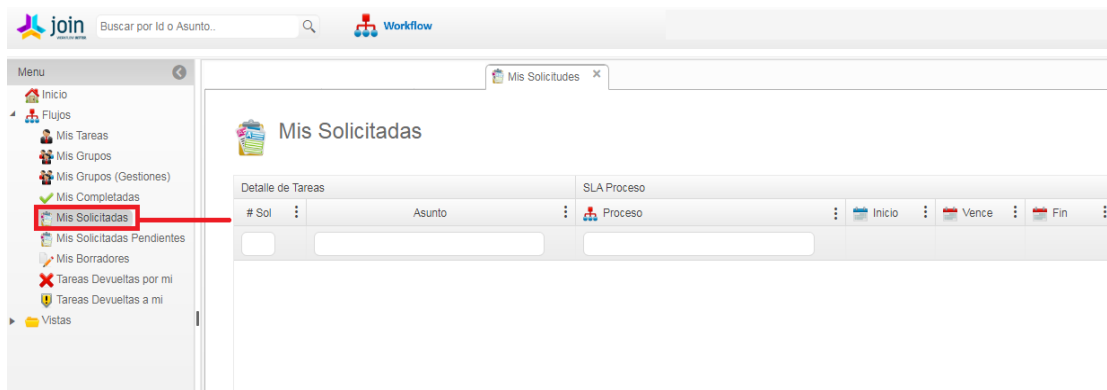 join Buscar por Id o Asunto.. Workflow
Menu
Mis Solicitudes
Inicio
Flujos
Mis Tareas
Mis Grupos
Mis Grupos (Gestiones)
Mis Completadas
Mis Solicitadas
Mis Solicitadas Pendientes
Mis Borradores
Tareas Devueltas por mi
Tareas Devueltas a mi
Vistas
Mis Solicitadas
Detalle de Tareas SLA Proceso
# Sol Asunto Proceso Inicio Vence Fin